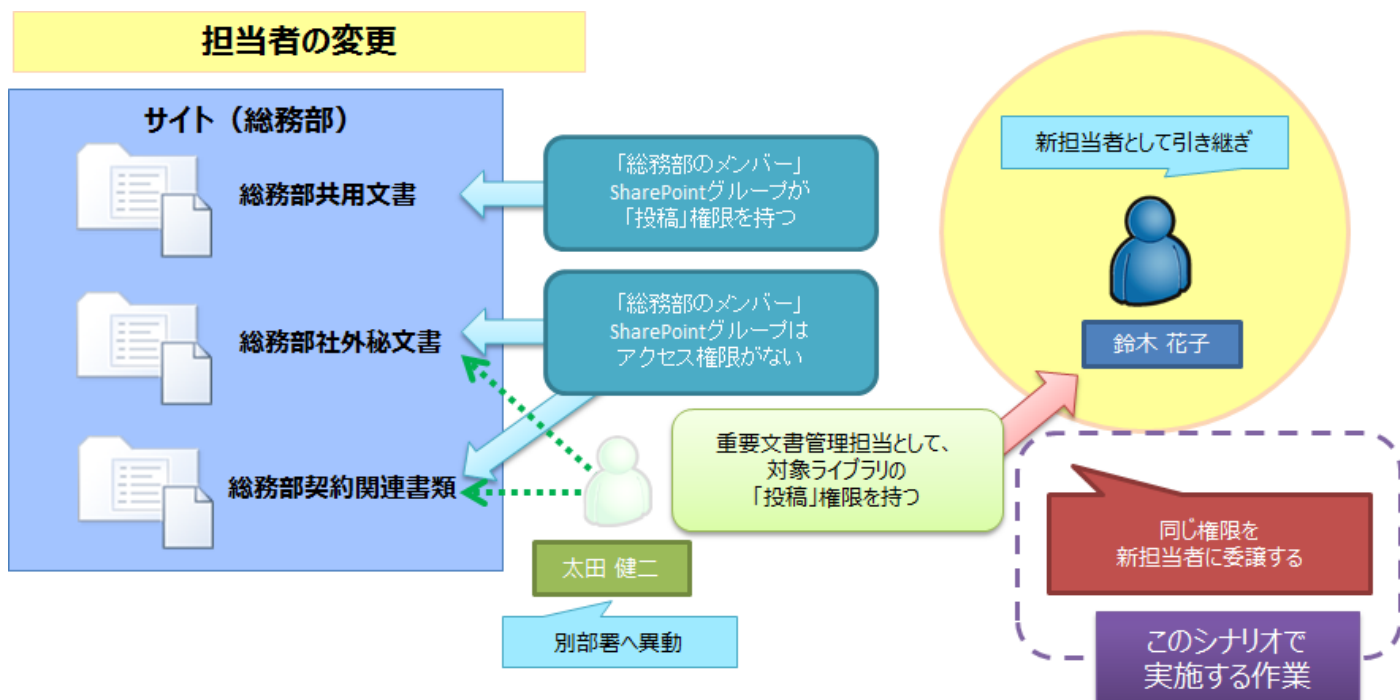 担当者の変更
サイト（総務部）
総務部共用文書
総務部社外秘文書
総務部契約関連書類
「総務部のメンバー」
SharePointグループが
「投稿」権限を持つ
「総務部のメンバー」
SharePointグループは
アクセス権限がない
重要文書管理担当として、
対象ライブラリの
「投稿」権限を持つ
太田 健二
別部署へ異動
新担当者として引き継ぎ
鈴木 花子
同じ権限を
新担当者に委譲する
このシナリオで
実施する作業